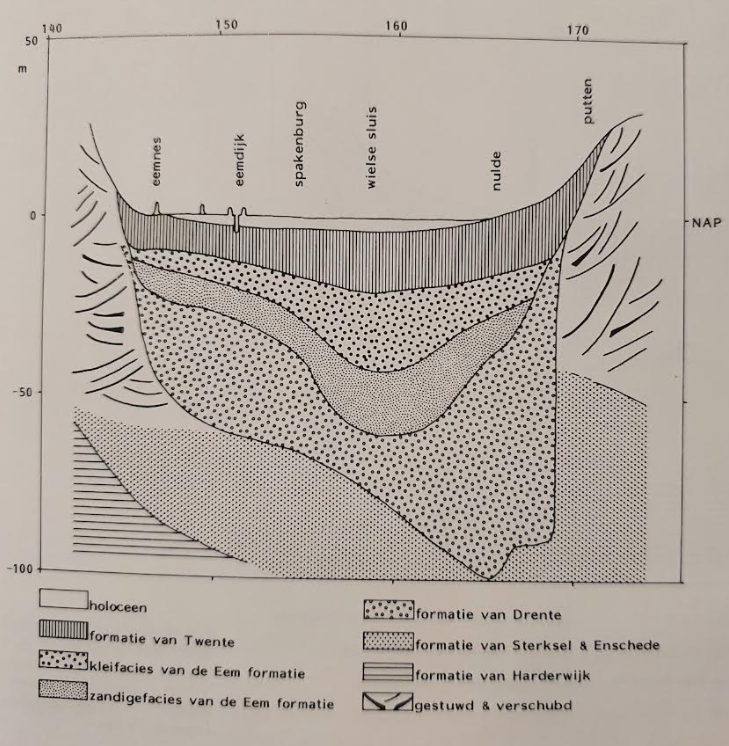 140 150 160 170
50
m
eemnes
eemdijk
spakenburg
wielse sluis
nulde
putten
0
NAP
-50
-100
holoceen
formatie van Twente
kleifacies van de Eem formatie
zandigefacies van de Eem formatie
formatie van Drente
formatie van Sterksel & Enschede
formatie van Harderwijk
gestuwd & verschubd